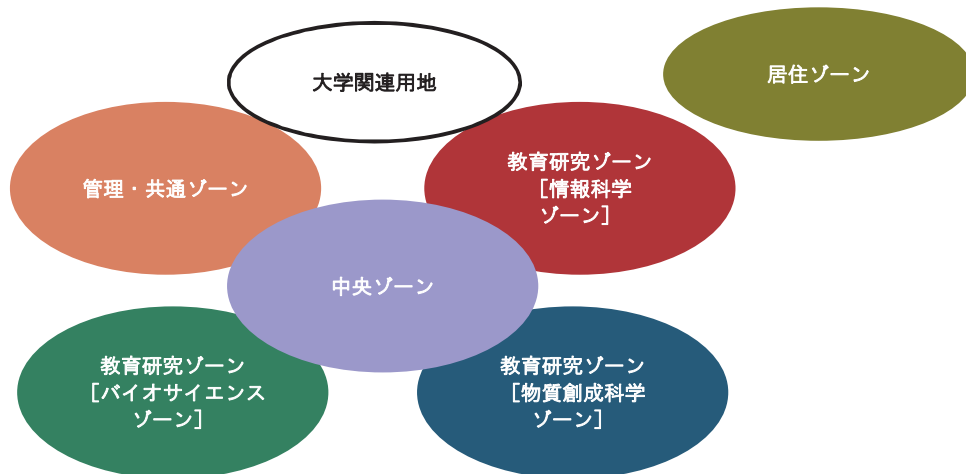 大学関連用地
居住ゾーン
管理・共通ゾーン
教育研究ゾーン
［情報科学
ゾーン］
中央ゾーン
教育研究ゾーン
［バイオサイエンス
ゾーン］
教育研究ゾーン
［物質創成科学
ゾーン］